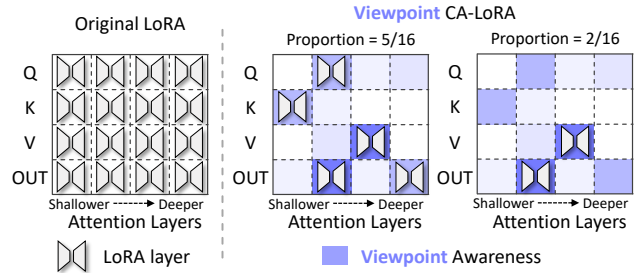 Original LoRA
Viewpoint CA-LoRA
Proportion = 5/16
Proportion = 2/16
Q
K
V
OUT
Shallower
Deeper
Attention Layers
Q
K
V
OUT
Shallower
Deeper
Attention Layers
Q
K
V
OUT
Shallower
Deeper
Attention Layers
LoRA layer
Viewpoint Awareness